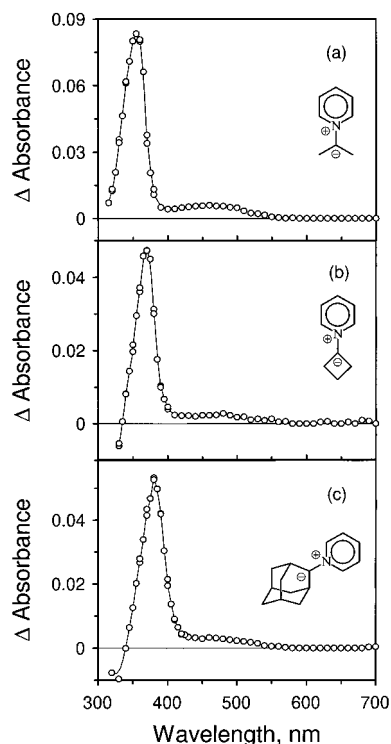 0.09
0.06
0.03
0
Δ Absorbance
(a)
N
⊕
⊖
0.04
0.02
0
Δ Absorbance
(b)
N
⊕
⊖
0.04
0.02
0
Δ Absorbance
(c)
⊕
N
⊖
300 400 500 600 700
Wavelength, nm